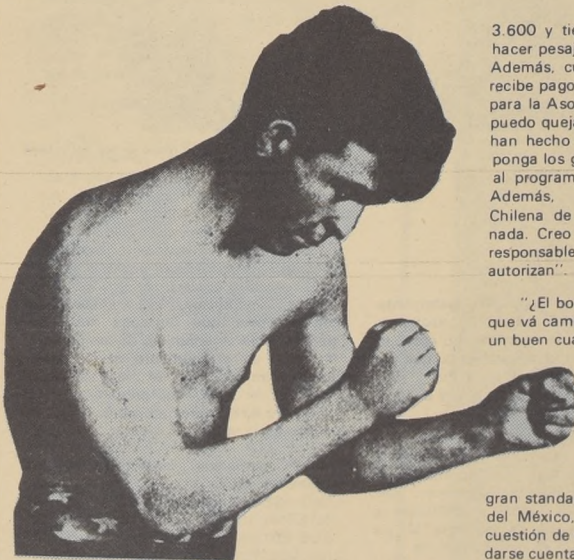 3.600 y tie
hacer pesaj
Además, cu
recibe pago
para la Aso
puedo queja
han hecho
ponga los g
al program
Además,
Chilena de
nada. Creo
responsable
autorizan".
"¿El bo
que vá cam
un buen cua
gran standa
del México,
cuestión de
darse cuenta